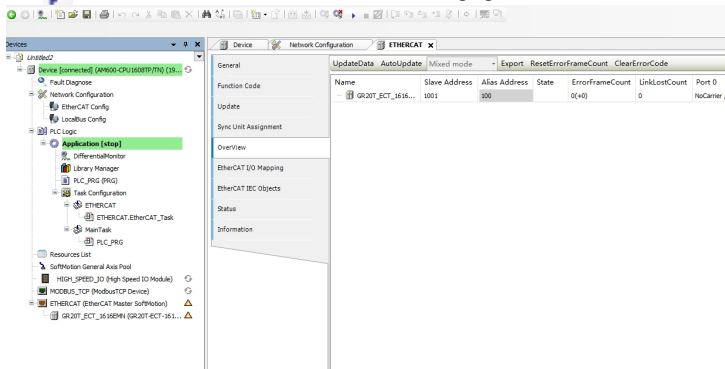 Devices
Device
Network Configuration
ETHERCAT
Untitled2
Device [connected] (AM600-CPU1608TP/TN) (19...
Fault Diagnose
Network Configuration
EtherCAT Config
LocalBus Config
PLC Logic
Application [stop]
DifferentialMonitor
Library Manager
PLC_PRG (PRG)
Task Configuration
ETHERCAT
ETHERCAT.EtherCAT_Task
MainTask
PLC_PRG
Resources List
SoftMotion General Axis Pool
HIGH_SPEED_IO (High Speed IO Module)
MODBUS_TCP (ModbusTCP Device)
ETHERCAT (EtherCAT Master SoftMotion)
GR20T_ECT_1616EMN (GR20T-ECT-161...
General
Function Code
Update
Sync Unit Assignment
OverView
EtherCAT I/O Mapping
EtherCAT IEC Objects
Status
Information
UpdateData AutoUpdate Mixed mode Export ResetErrorFrameCount ClearErrorCode
Name Slave Address Alias Address State ErrorFrameCount LinkLostCount Port 0
GR20T_ECT_1616... 1001 100 0(+0) 0 NoCarrier /